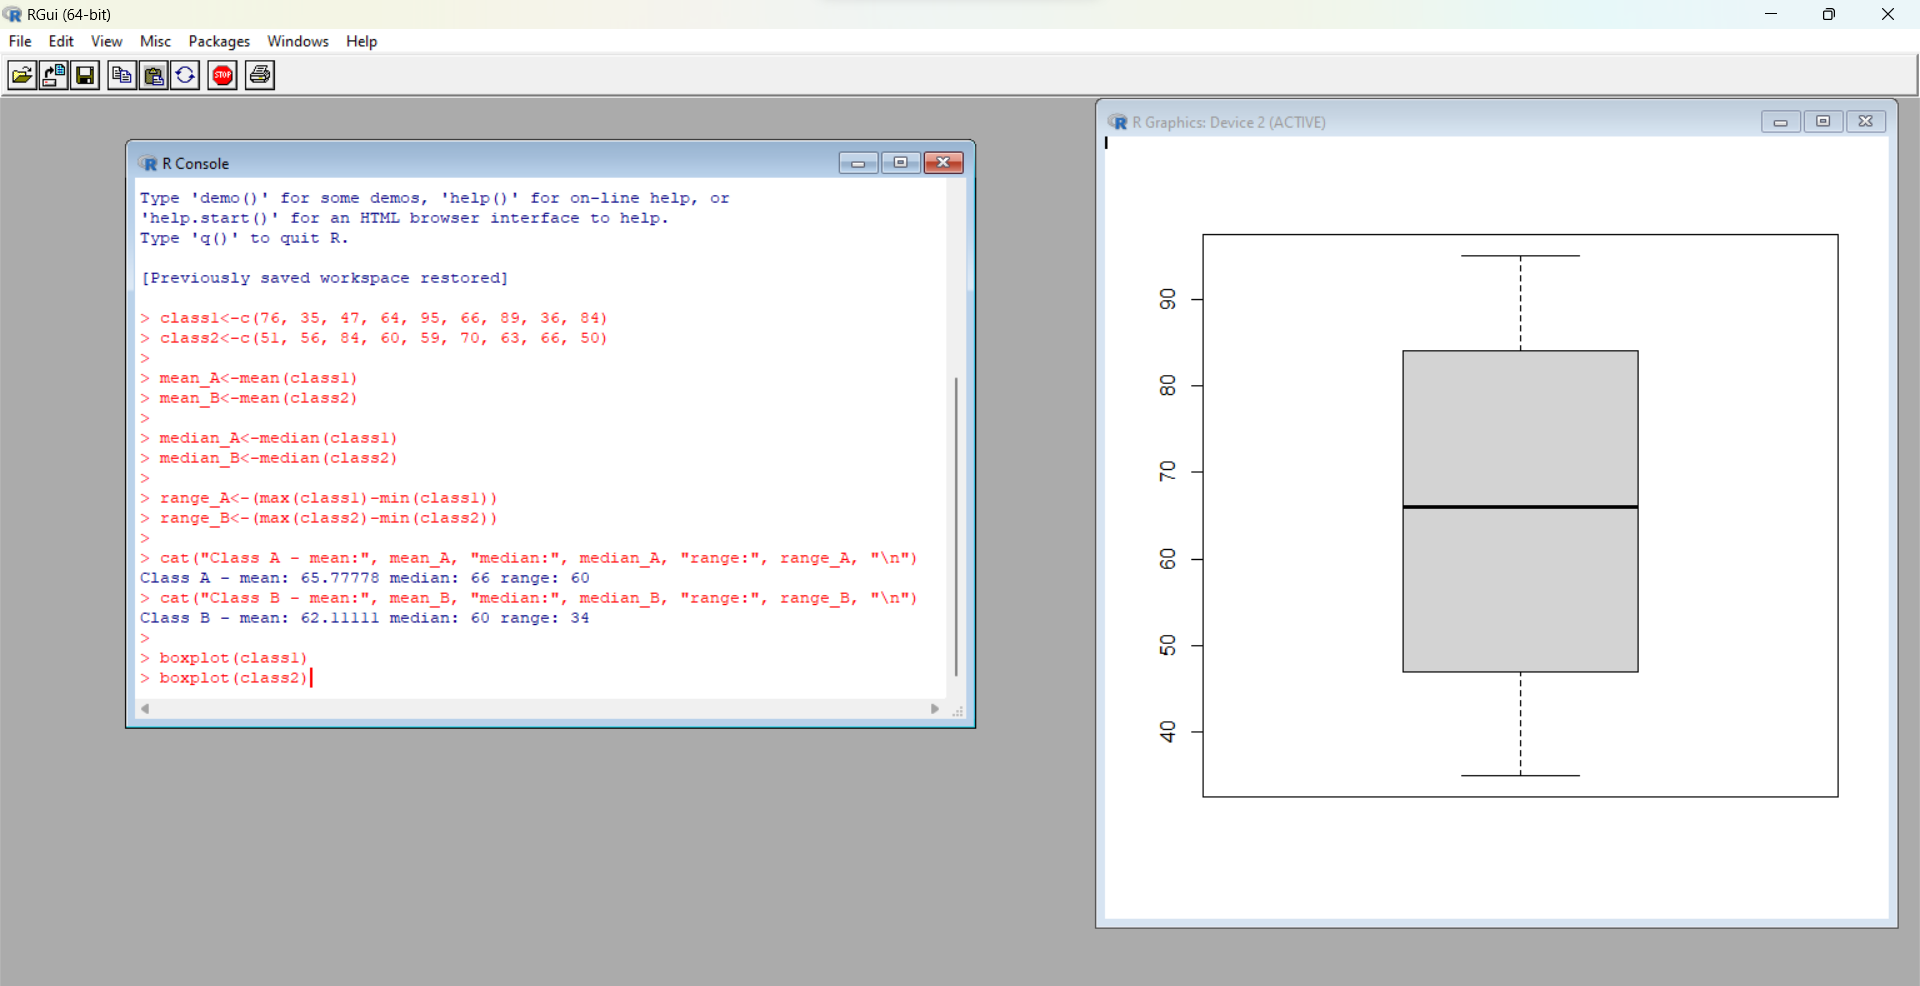 RGui (64-bit)
File Edit View Misc Packages Windows Help
STOP
R Console
Type 'demo()' for some demos, 'help()' for on-line help, or
'help.start()' for an HTML browser interface to help.
Type 'q()' to quit R.
[Previously saved workspace restored]
> class1<-c(76, 35, 47, 64, 95, 66, 89, 36, 84)
> class2<-c(51, 56, 84, 60, 59, 70, 63, 66, 50)
>
> mean_A<-mean(class1)
> mean_B<-mean(class2)
>
> median_A<-median(class1)
> median_B<-median(class2)
>
> range_A<-(max(class1)-min(class1))
> range_B<-(max(class2)-min(class2))
>
> cat("Class A - mean:", mean_A, "median:", median_A, "range:", range_A, "\n")
Class A - mean: 65.77778 median: 66 range: 60
> cat("Class B - mean:", mean_B, "median:", median_B, "range:", range_B, "\n")
Class B - mean: 62.11111 median: 60 range: 34
>
> boxplot(class1)
> boxplot(class2)
R Graphics: Device 2 (ACTIVE)
90
80
70
60
50
40